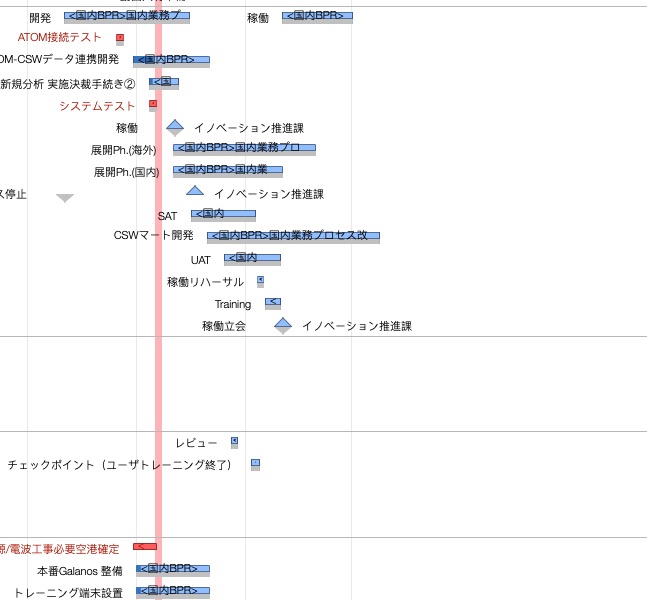 開発 <国内BPR>国内業務プ 稼働 <国内BPR>
ATOM接続テスト
OM-CSWデータ連携開発 <国内BPR>
新規分析 実施決裁手続き② <国
システムテスト
稼働 イノベーション推進課
展開Ph.(海外) <国内BPR>国内業務プロ
展開Ph.(国内) <国内BPR>国内業
ス停止 イノベーション推進課
SAT <国内
CSWマート開発 <国内BPR>国内業務プロセス改
UAT <国内
稼働リハーサル
Training <
稼働立会 イノベーション推進課
レビュー
チェックポイント（ユーザトレーニング終了）
源/電波工事必要空港確定 <
本番Galanos 整備 <国内BPR>
トレーニング端末設置 <国内BPR>